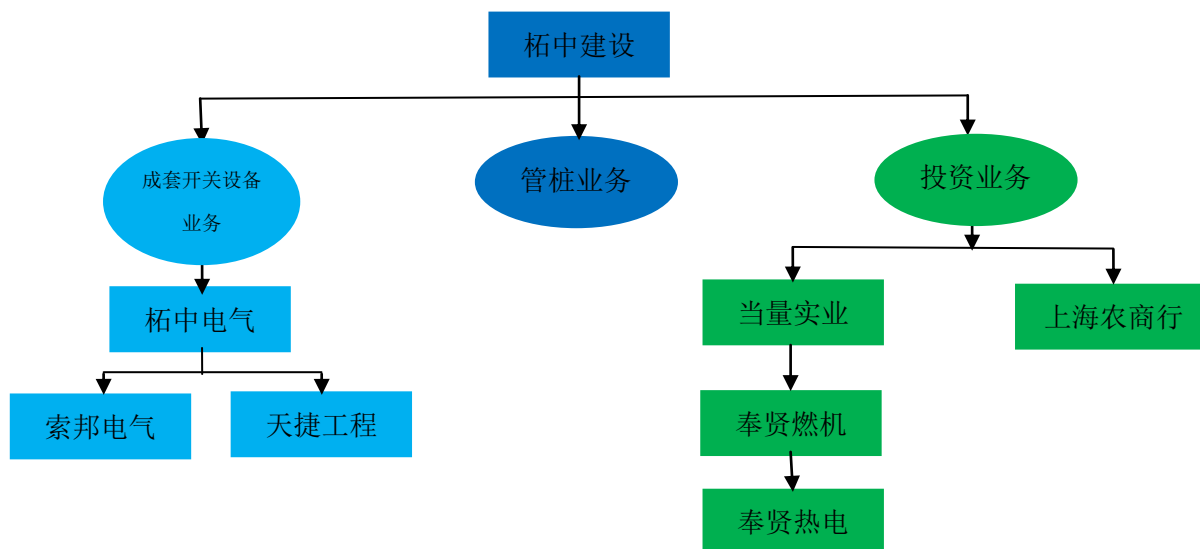 柘中建设
成套开关设备
业务
管桩业务
投资业务
柘中电气
当量实业
上海农商行
索邦电气
天捷工程
奉贤燃机
奉贤热电